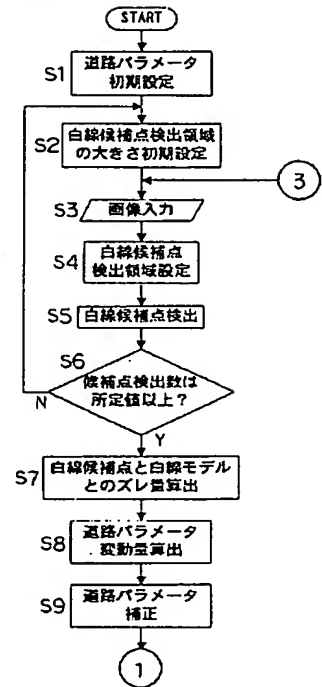 START
S1
道路パラメータ
初期設定
S2
白線候補点検出領域
の大きさ初期設定
3
S3
画像入力
S4
白線候補点
検出領域設定
S5
白線候補点検出
S6
候補点検出数は
所定値以上?
N
Y
S7
白線候補点と白線モデル
とのズレ量算出
S8
道路パラメータ
変動量算出
S9
道路パラメータ
補正
1